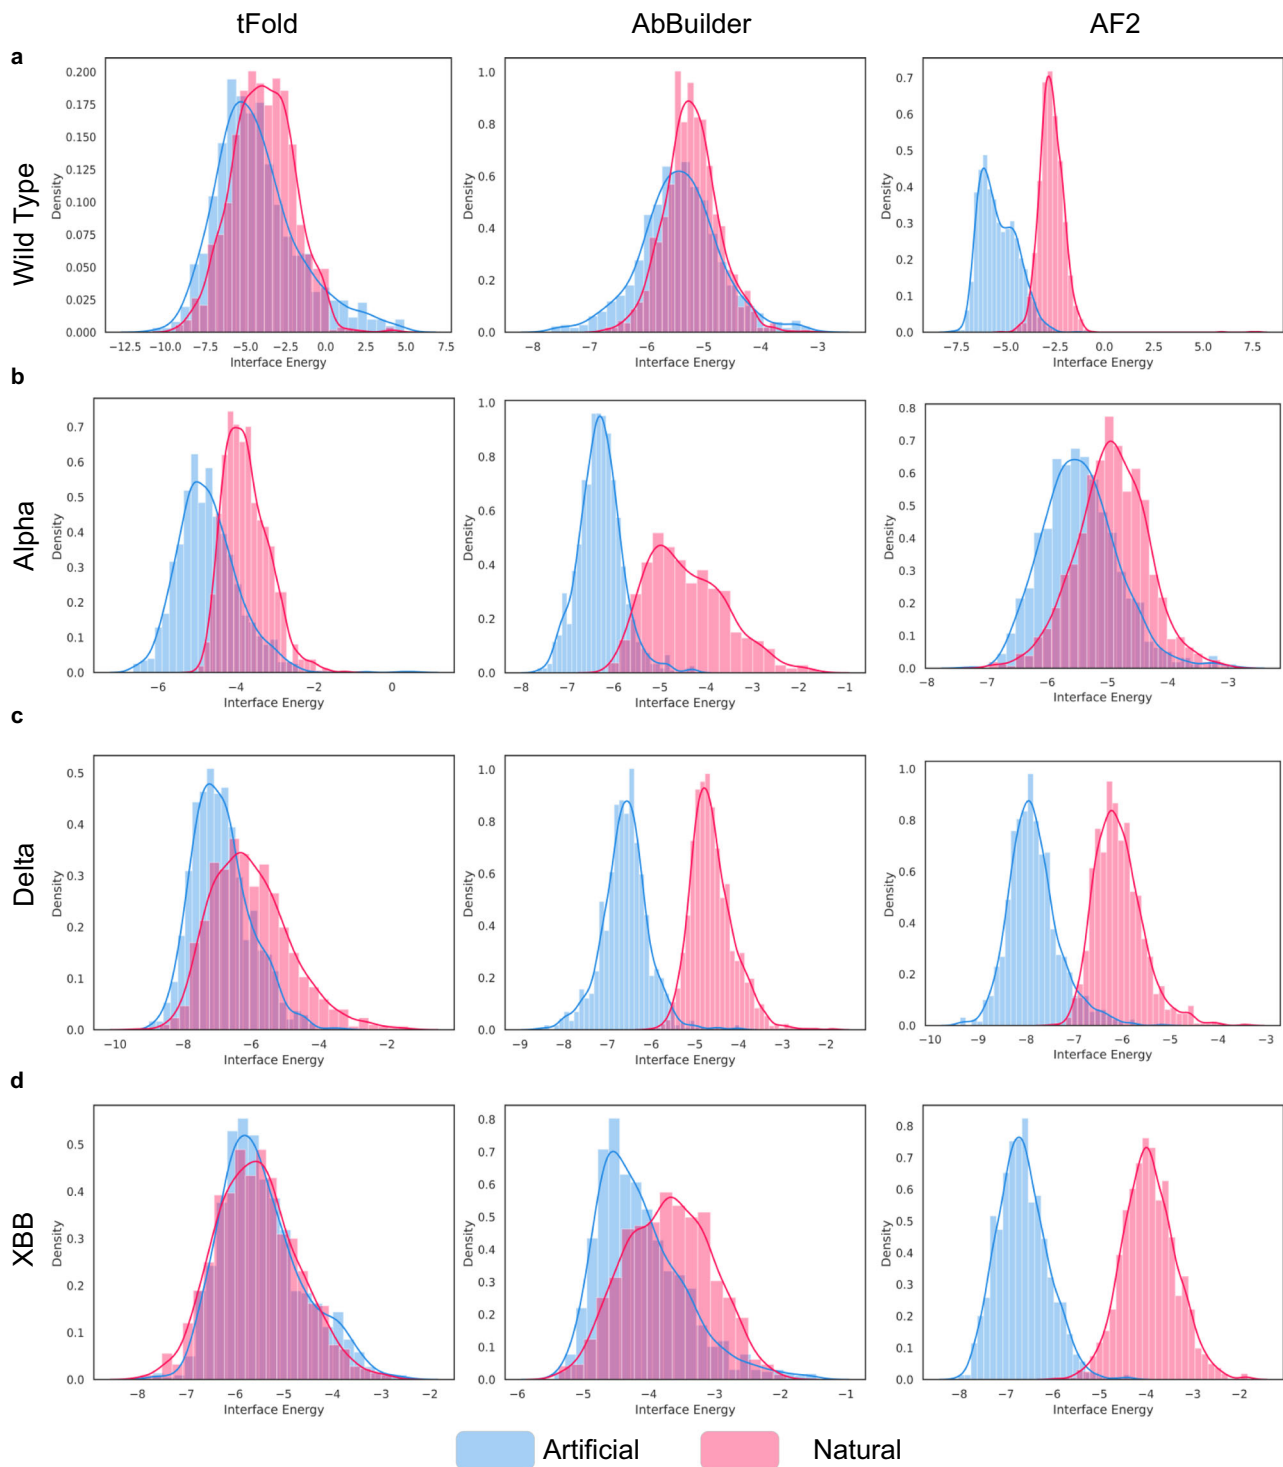 tFold AbBuilder AF2
a
Wild Type
Density
0.200
0.175
0.150
0.125
0.100
0.075
0.050
0.025
0.000
−12.5 −10.0 −7.5 −5.0 −2.5 0.0 2.5 5.0 7.5
Interface Energy
Density
1.0
0.8
0.6
0.4
0.2
0.0
−8 −7 −6 −5 −4 −3
Interface Energy
Density
0.7
0.6
0.5
0.4
0.3
0.2
0.1
0.0
−7.5 −5.0 −2.5 0.0 2.5 5.0 7.5
Interface Energy
b
Alpha
Density
0.7
0.6
0.5
0.4
0.3
0.2
0.1
0.0
−6 −4 −2 0
Interface Energy
Density
1.0
0.8
0.6
0.4
0.2
0.0
−8 −7 −6 −5 −4 −3 −2 −1
Interface Energy
Density
0.8
0.7
0.6
0.5
0.4
0.3
0.2
0.1
0.0
−8 −7 −6 −5 −4 −3
Interface Energy
c
Delta
Density
0.5
0.4
0.3
0.2
0.1
0.0
−10 −8 −6 −4 −2
Interface Energy
Density
1.0
0.8
0.6
0.4
0.2
0.0
−9 −8 −7 −6 −5 −4 −3 −2
Interface Energy
Density
1.0
0.8
0.6
0.4
0.2
0.0
−10 −9 −8 −7 −6 −5 −4 −3
Interface Energy
d
XBB
Density
0.5
0.4
0.3
0.2
0.1
0.0
−8 −7 −6 −5 −4 −3 −2
Interface Energy
Density
0.8
0.7
0.6
0.5
0.4
0.3
0.2
0.1
0.0
−6 −5 −4 −3 −2 −1
Interface Energy
Density
0.8
0.7
0.6
0.5
0.4
0.3
0.2
0.1
0.0
−8 −7 −6 −5 −4 −3 −2
Interface Energy
Artificial Natural